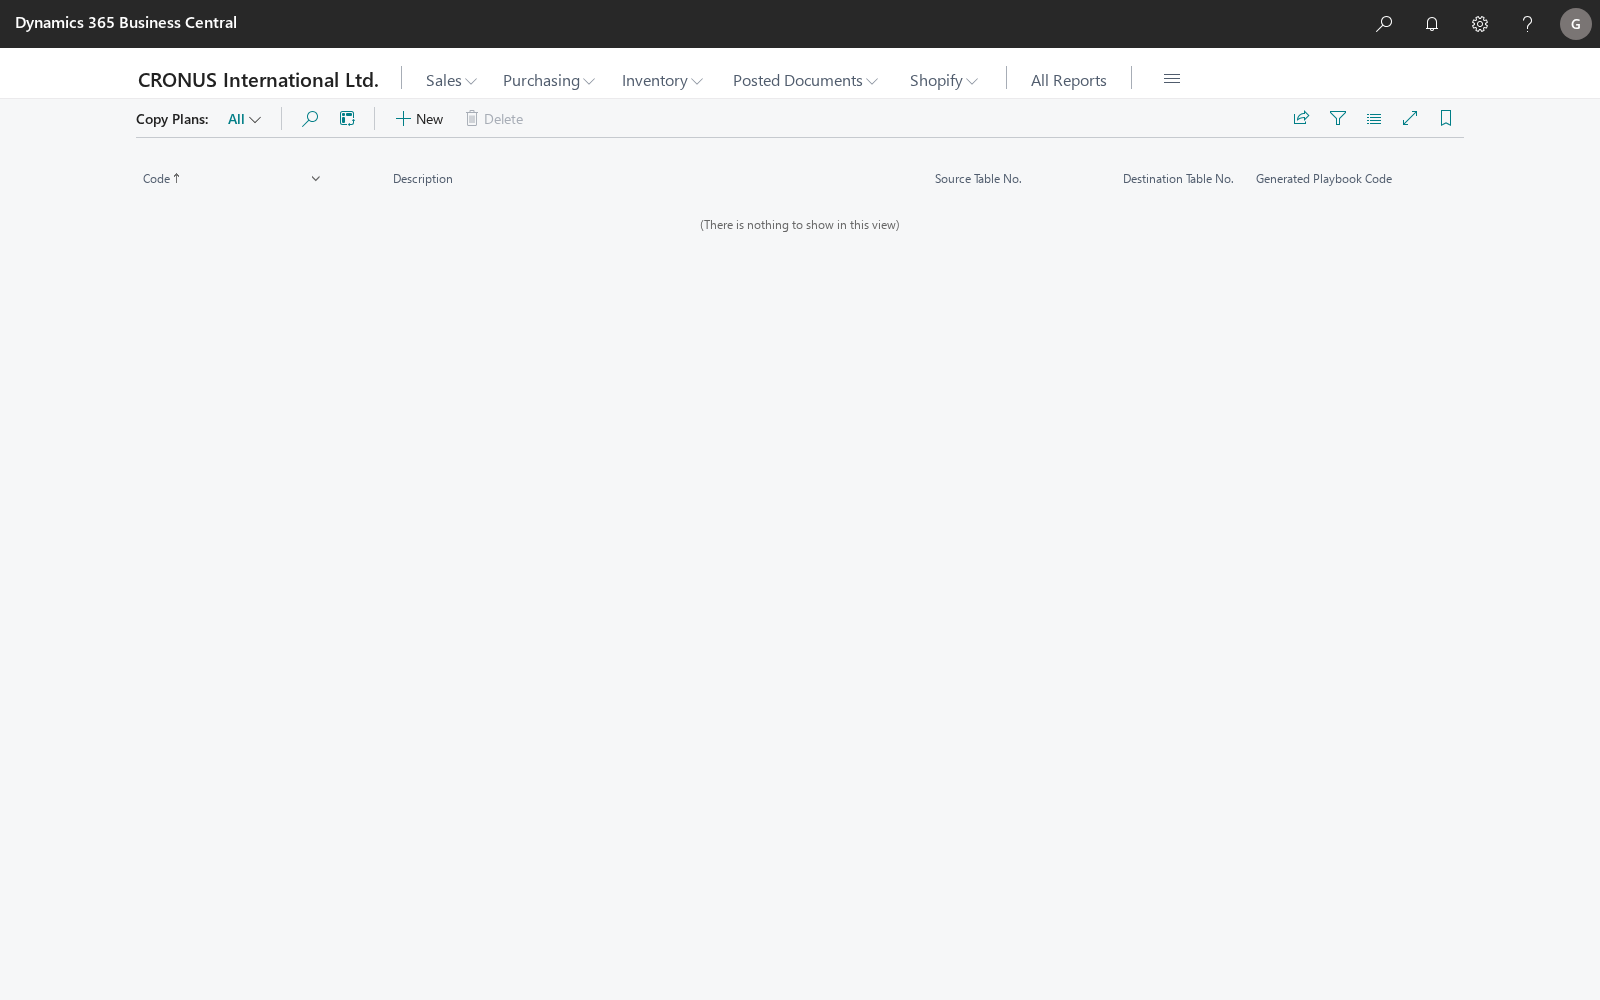 Dynamics 365 Business Central
G
CRONUS International Ltd.
Sales
Purchasing
Inventory
Posted Documents
Shopify
All Reports
Copy Plans:
All
New
Delete
Code ↑
Description
Source Table No.
Destination Table No.
Generated Playbook Code
(There is nothing to show in this view)